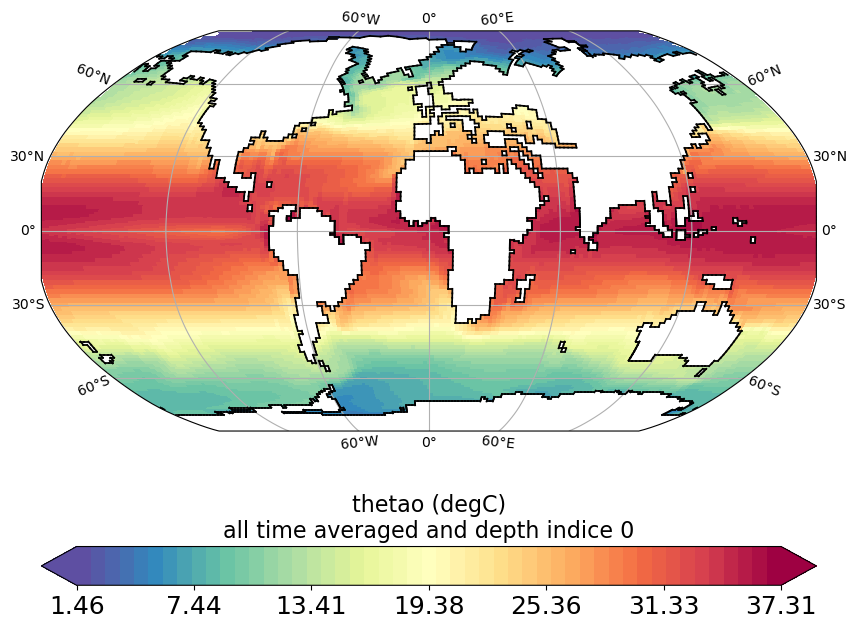 60°W 0° 60°E
60°N 60°N
30°N 30°N
0° 0°
30°S 30°S
60°S 60°S
60°W 0° 60°E
thetao (degC)
all time averaged and depth indice 0
1.46 7.44 13.41 19.38 25.36 31.33 37.31